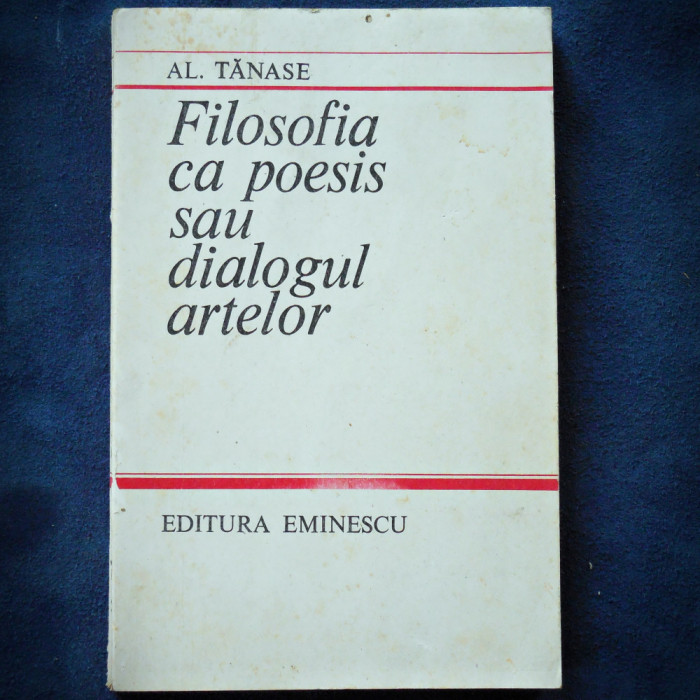 AL. TĂNASE
Filosofia
ca poesis
sau
dialogul
artelor
EDITURA EMINESCU